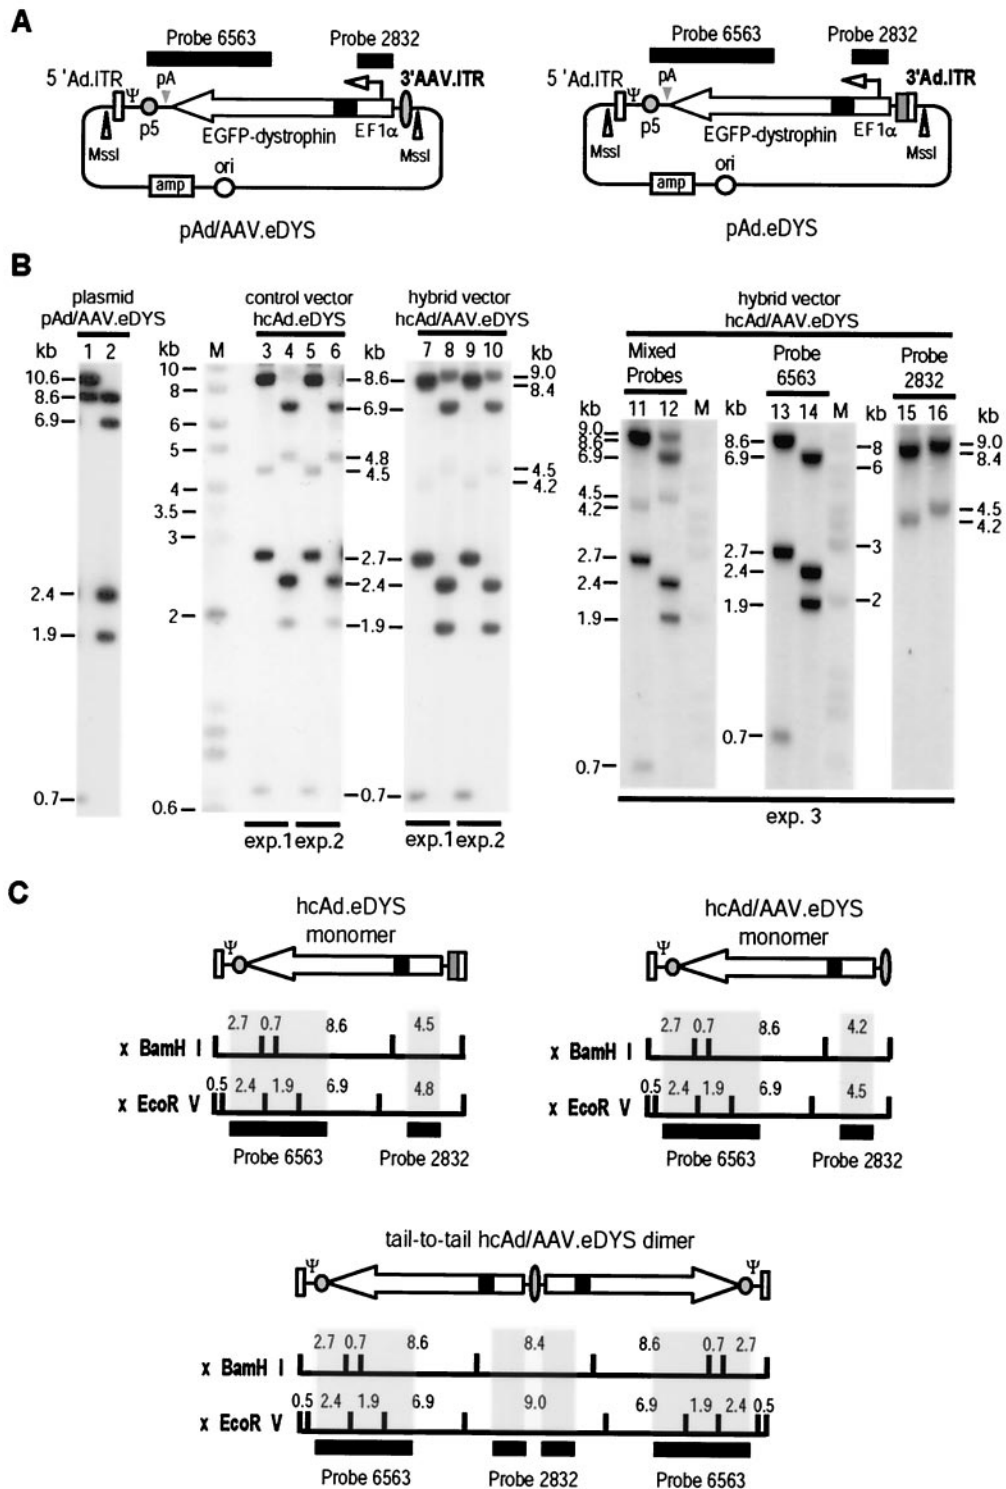 A
Probe 6563 Probe 2832
5 'Ad.ITR Ψ pA 3'AAV.ITR
MssI p5 EGFP-dystrophin EF1α MssI
amp ori
pAd/AAV.eDYS
Probe 6563 Probe 2832
5 'Ad.ITR Ψ pA 3'Ad.ITR
MssI p5 EGFP-dystrophin EF1α MssI
amp ori
pAd.eDYS
B
plasmid
pAd/AAV.eDYS
kb 1 2
10.6
8.6
6.9
2.4
1.9
0.7
control vector
hcAd.eDYS
kb M 3 4 5 6 kb
10
8
6
5
4
3.5
3
2
0.6
8.6
6.9
4.8
4.5
2.7
2.4
1.9
0.7
exp.1 exp.2
hybrid vector
hcAd/AAV.eDYS
7 8 9 10 kb
9.0
8.4
4.5
4.2
exp.1 exp.2
hybrid vector
hcAd/AAV.eDYS
Mixed
Probes
kb 11 12 M
9.0
8.6
6.9
4.5
4.2
2.7
2.4
1.9
0.7
Probe
6563
kb 13 14 M kb
8.6
6.9
2.7
2.4
1.9
0.7
8
6
3
2
Probe
2832
15 16 kb
9.0
8.4
4.5
4.2
exp. 3
C
hcAd.eDYS
monomer
Ψ
2.7 0.7 8.6 4.5
x BamH I
0.5 2.4 1.9 6.9 4.8
x EcoR V
Probe 6563 Probe 2832
hcAd/AAV.eDYS
monomer
Ψ
2.7 0.7 8.6 4.2
x BamH I
0.5 2.4 1.9 6.9 4.5
x EcoR V
Probe 6563 Probe 2832
tail-to-tail hcAd/AAV.eDYS dimer
Ψ Ψ
2.7 0.7 8.6 8.4 8.6 0.7 2.7
x BamH I
0.5 2.4 1.9 6.9 9.0 6.9 1.9 2.4 0.5
x EcoR V
Probe 6563 Probe 2832 Probe 6563